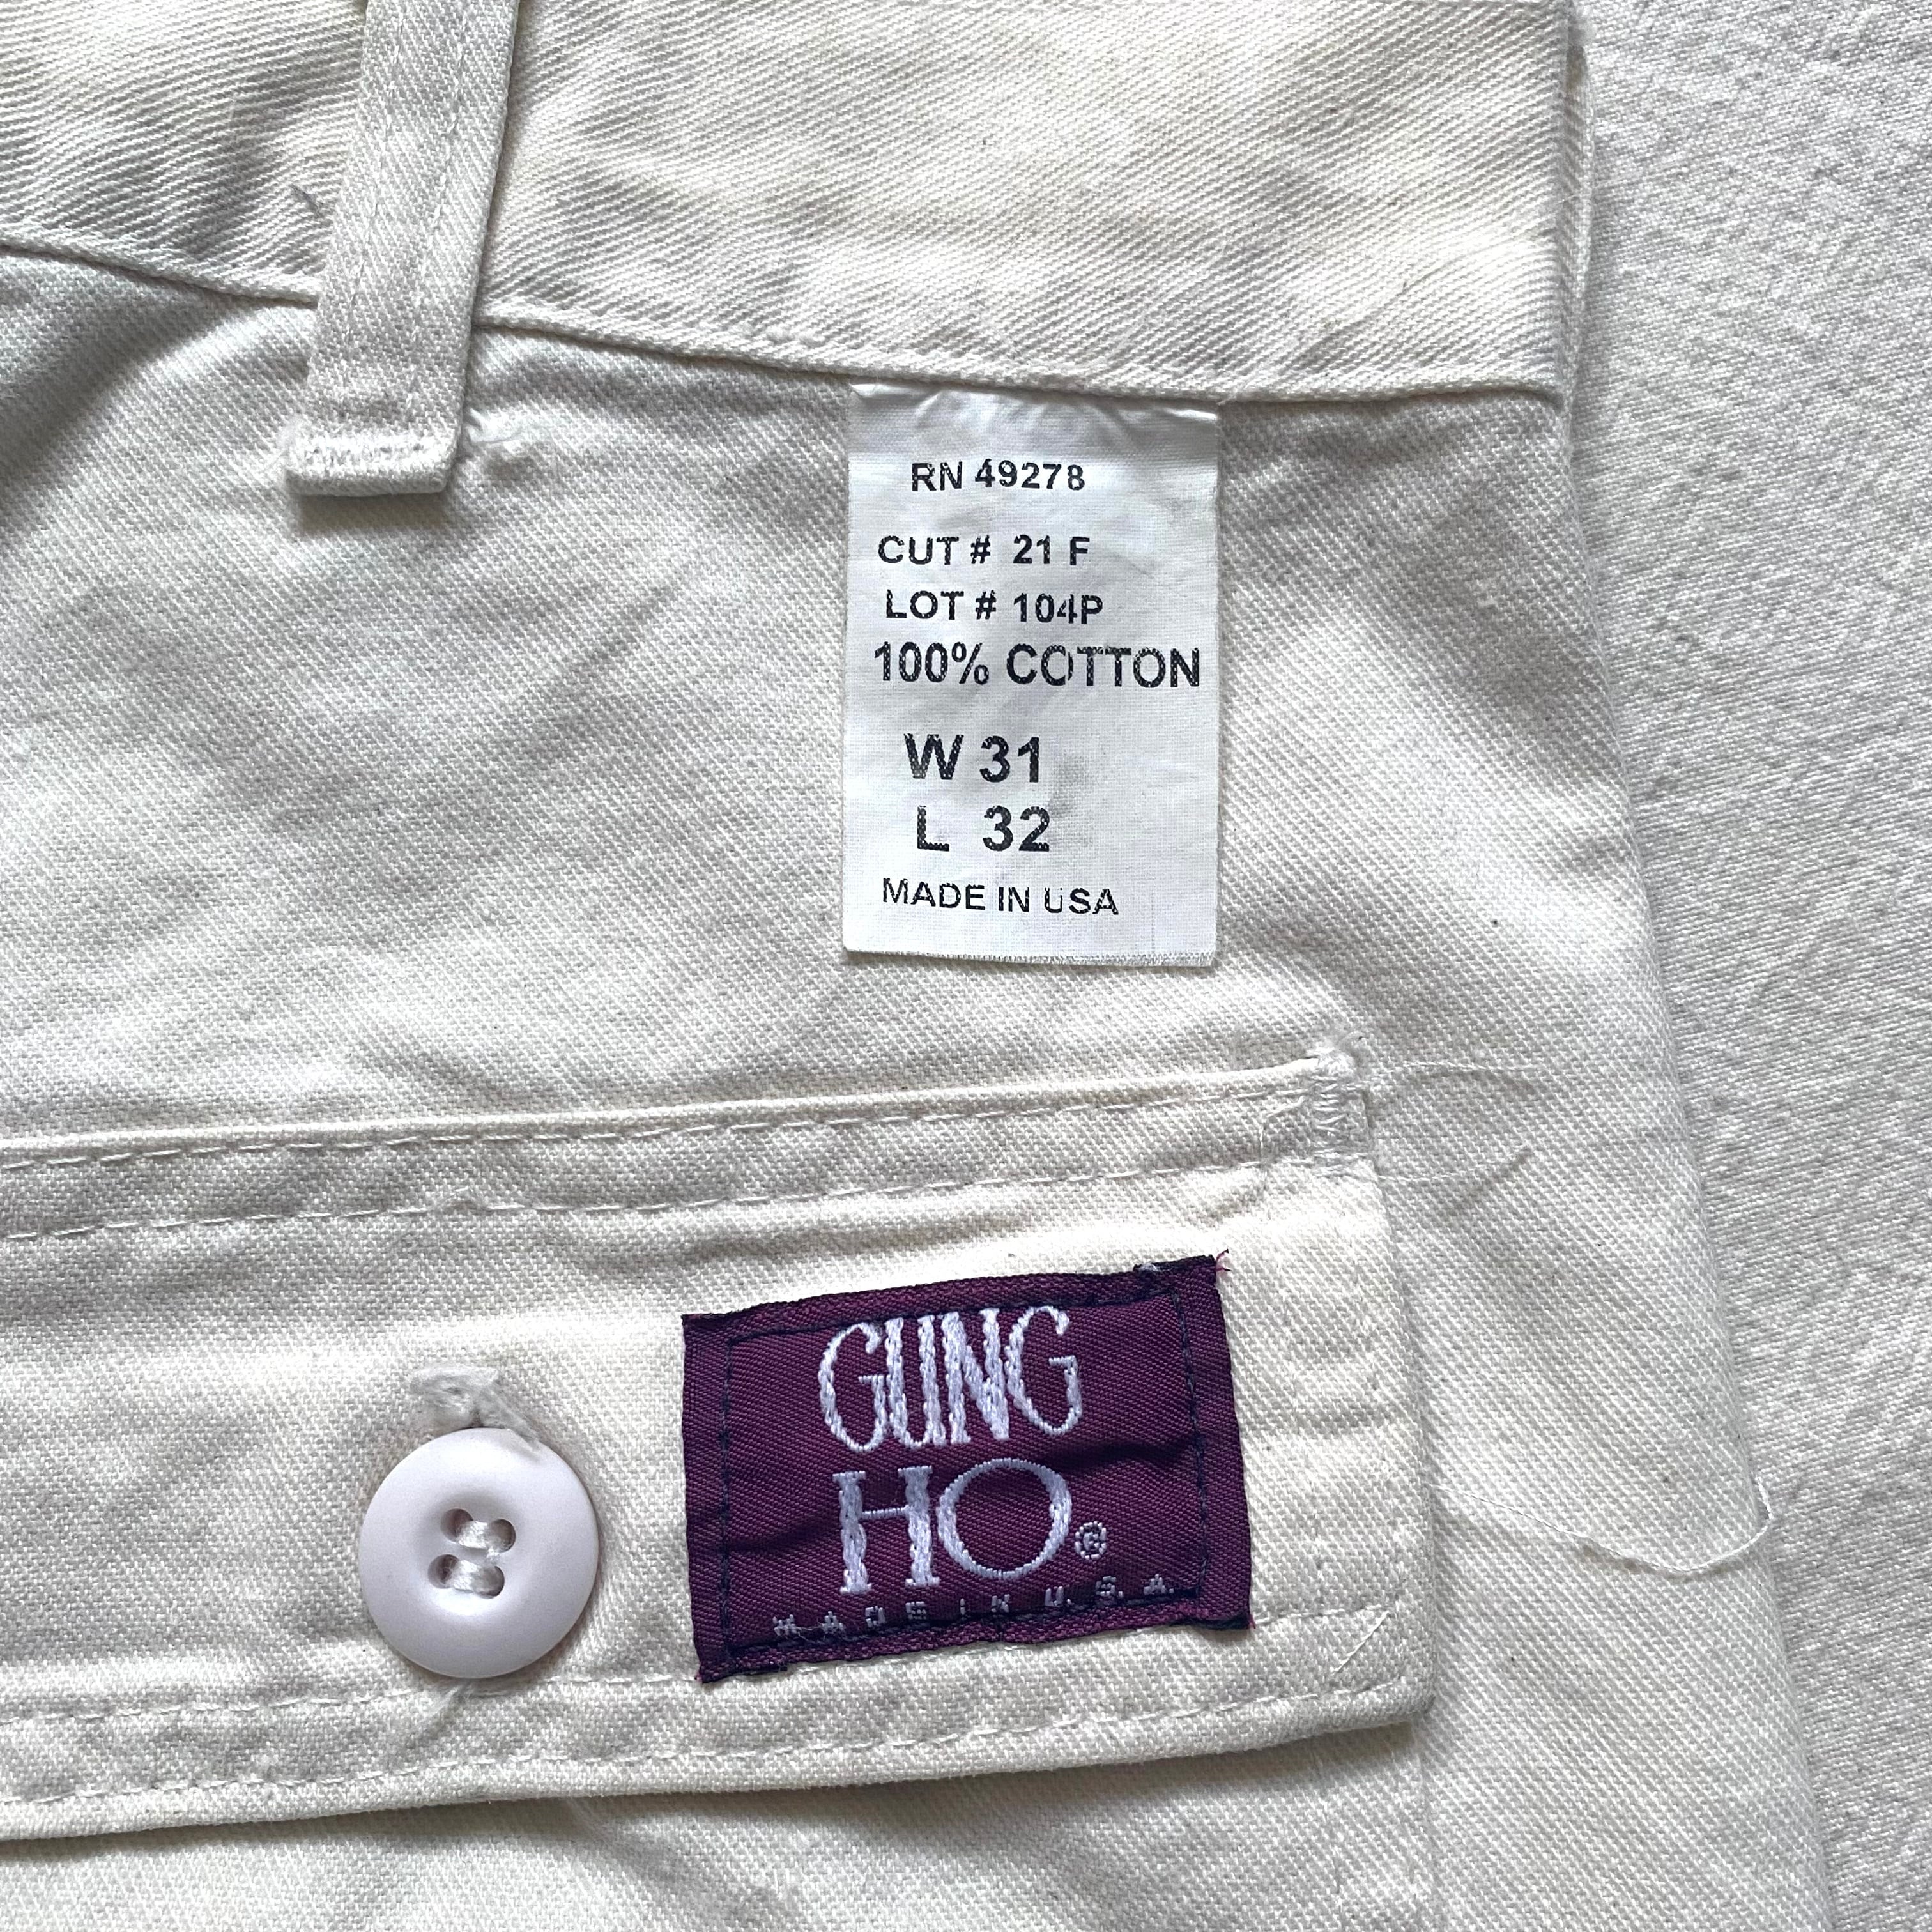 RN 49278
CUT # 21 F
LOT # 104P
100% COTTON
W 31
L 32
MADE IN USA
GUNG
HO®
MADE IN U.S.A.